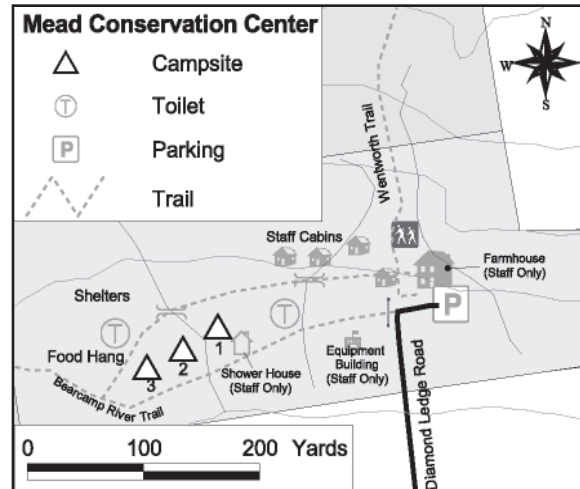 Mead Conservation Center
Campsite
T
Toilet
P
Parking
Trail
N
W
E
S
Wentworth Trail
Staff Cabins
Farmhouse
(Staff Only)
P
Shelters
T
T
Food Hang
1
2
3
Shower House
(Staff Only)
Equipment
Building
(Staff Only)
Bearcamp River Trail
Diamond Ledge Road
0
100
200
Yards